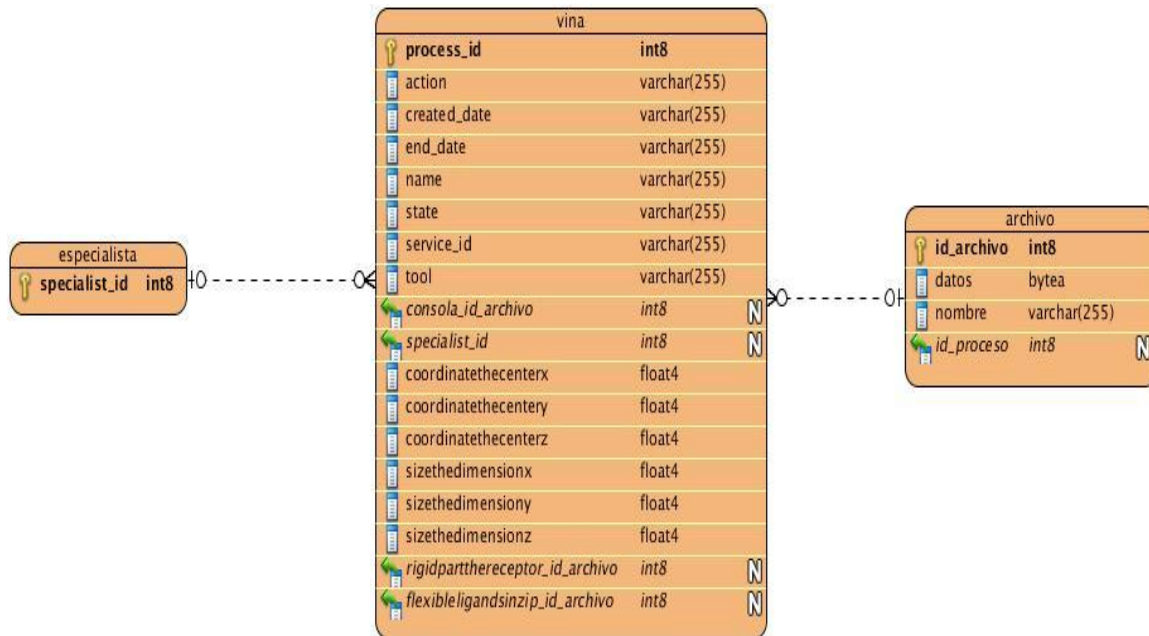 vina
process_id int8
action varchar(255)
created_date varchar(255)
end_date varchar(255)
name varchar(255)
state varchar(255)
service_id varchar(255)
tool varchar(255)
consola_id_archivo int8 N
specialist_id int8 N
coordinatethecenterx float4
coordinatethecentery float4
coordinatethecenterz float4
sizethedimensionx float4
sizethedimensiony float4
sizethedimensionz float4
rigidpartthereceptor_id_archivo int8 N
flexibleligandsinzip_id_archivo int8 N
especialista
specialist_id int8
archivo
id_archivo int8
datos bytea
nombre varchar(255)
id_proceso int8 N